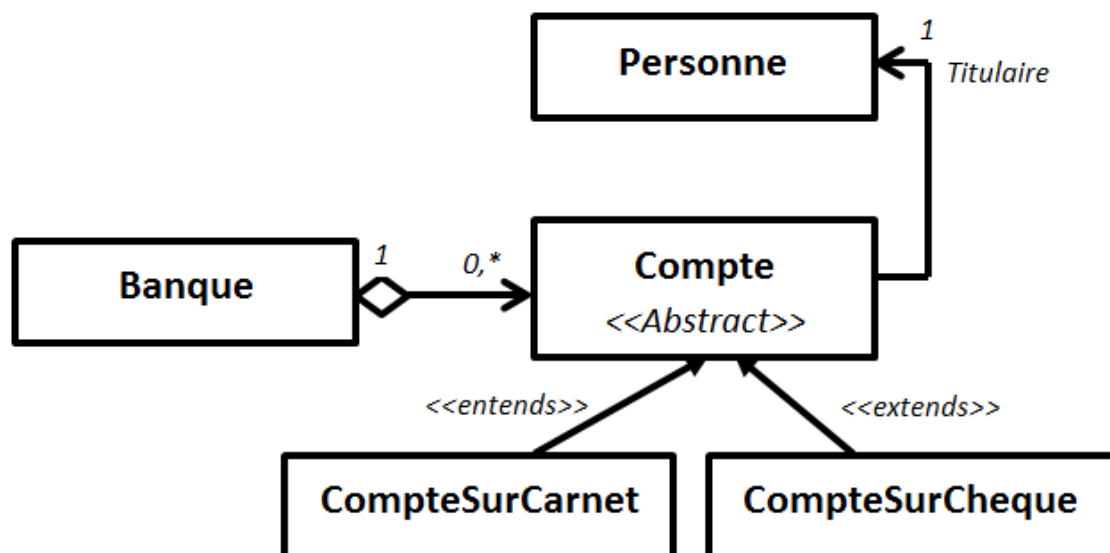 1
Personne
Titulaire
Banque
1
0,*
Compte
<<Abstract>>
<<entends>>
<<extends>>
CompteSurCarnet
CompteSurCheque